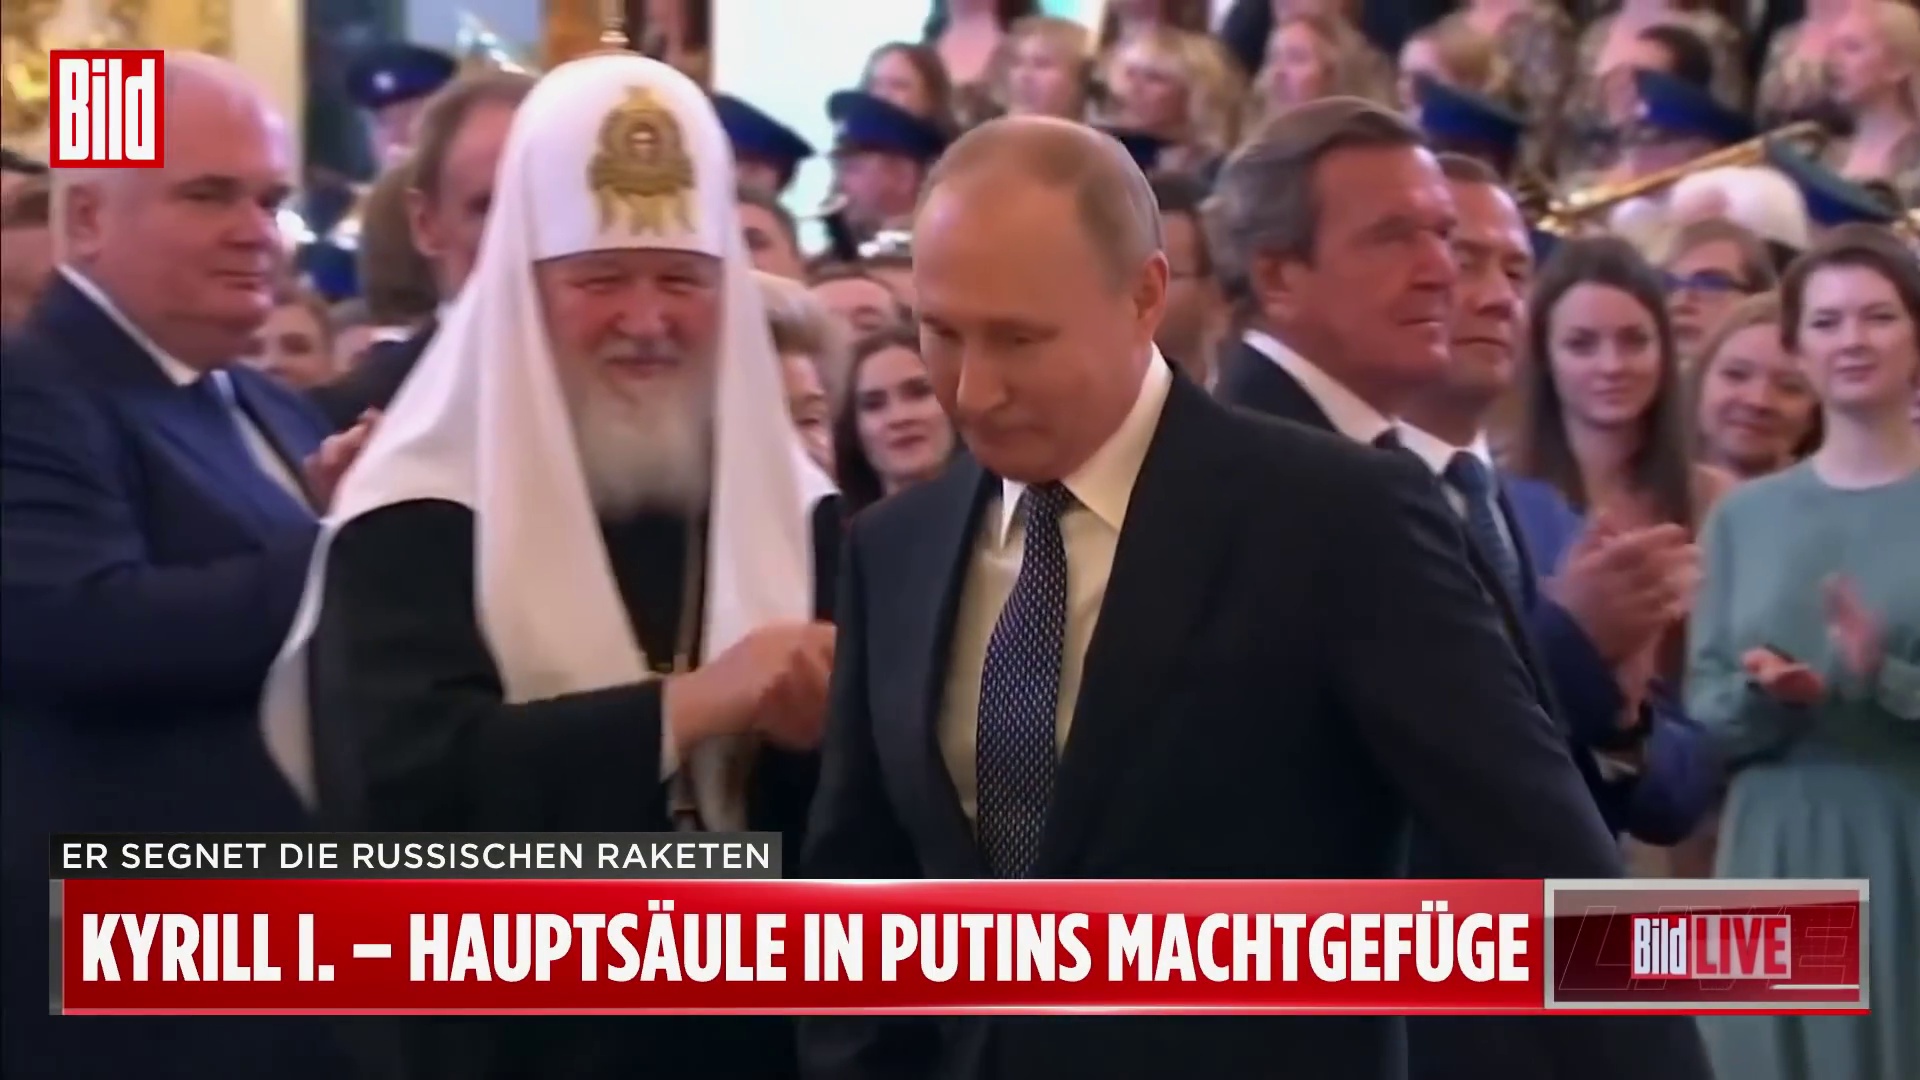 Bild
ER SEGNET DIE RUSSISCHEN RAKETEN
KYRILL I. – HAUPTSÄULE IN PUTINS MACHTGEFÜGE
Bild LIVE